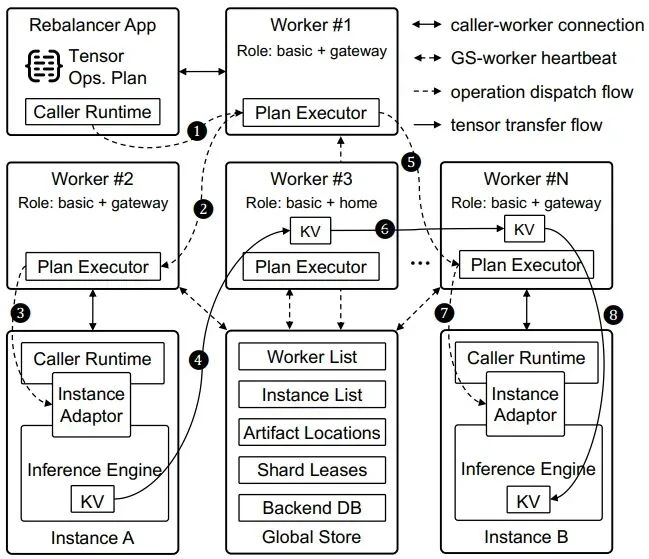 Rebalancer App
Tensor
Ops. Plan
Caller Runtime
Worker #1
Role: basic + gateway
Plan Executor
caller-worker connection
GS-worker heartbeat
operation dispatch flow
tensor transfer flow
1
2
5
Worker #2
Role: basic + gateway
Plan Executor
Worker #3
Role: basic + home
KV
Plan Executor
6
...
Worker #N
Role: basic + gateway
KV
Plan Executor
3
4
7
8
Caller Runtime
Instance
Adaptor
Inference Engine
KV
Instance A
Worker List
Instance List
Artifact Locations
Shard Leases
Backend DB
Global Store
Caller Runtime
Instance
Adaptor
Inference Engine
KV
Instance B